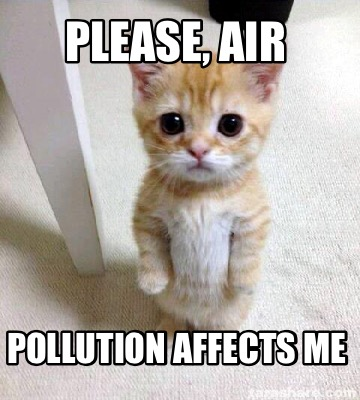 PLEASE, AIR
POLLUTION AFFECTS ME